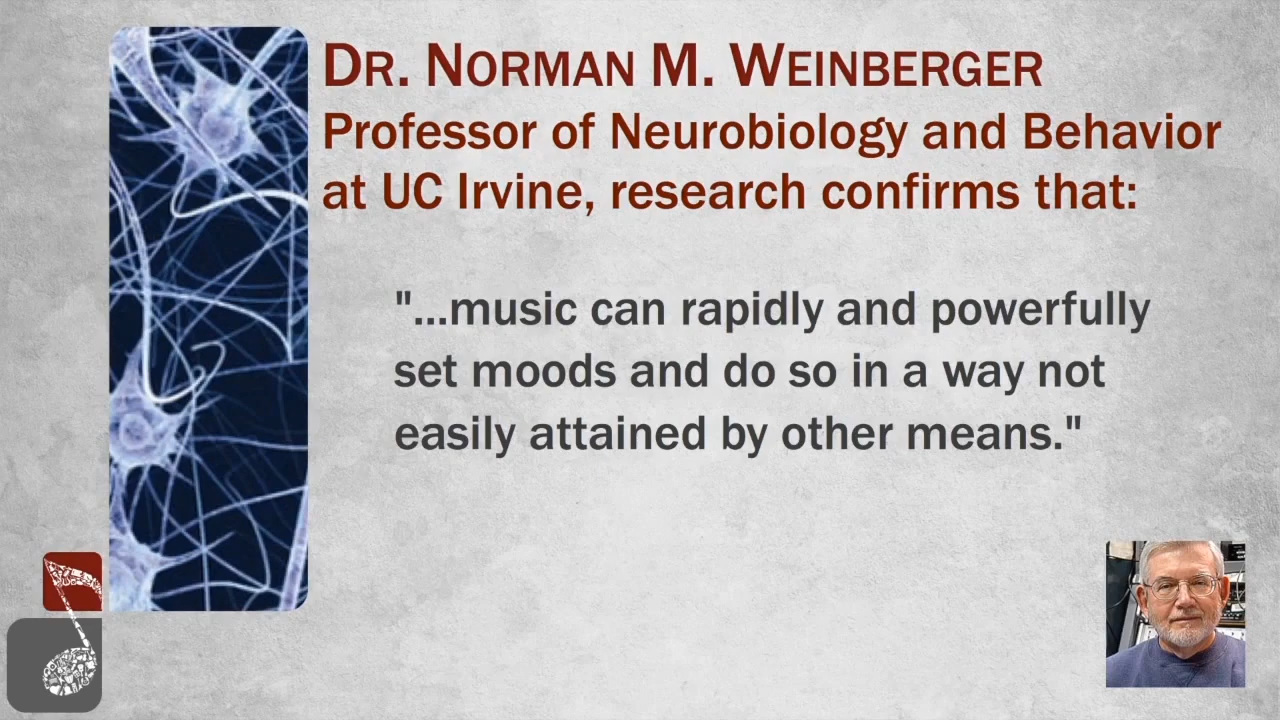 DR. NORMAN M. WEINBERGER
Professor of Neurobiology and Behavior
at UC Irvine, research confirms that:
"...music can rapidly and powerfully
set moods and do so in a way not
easily attained by other means."